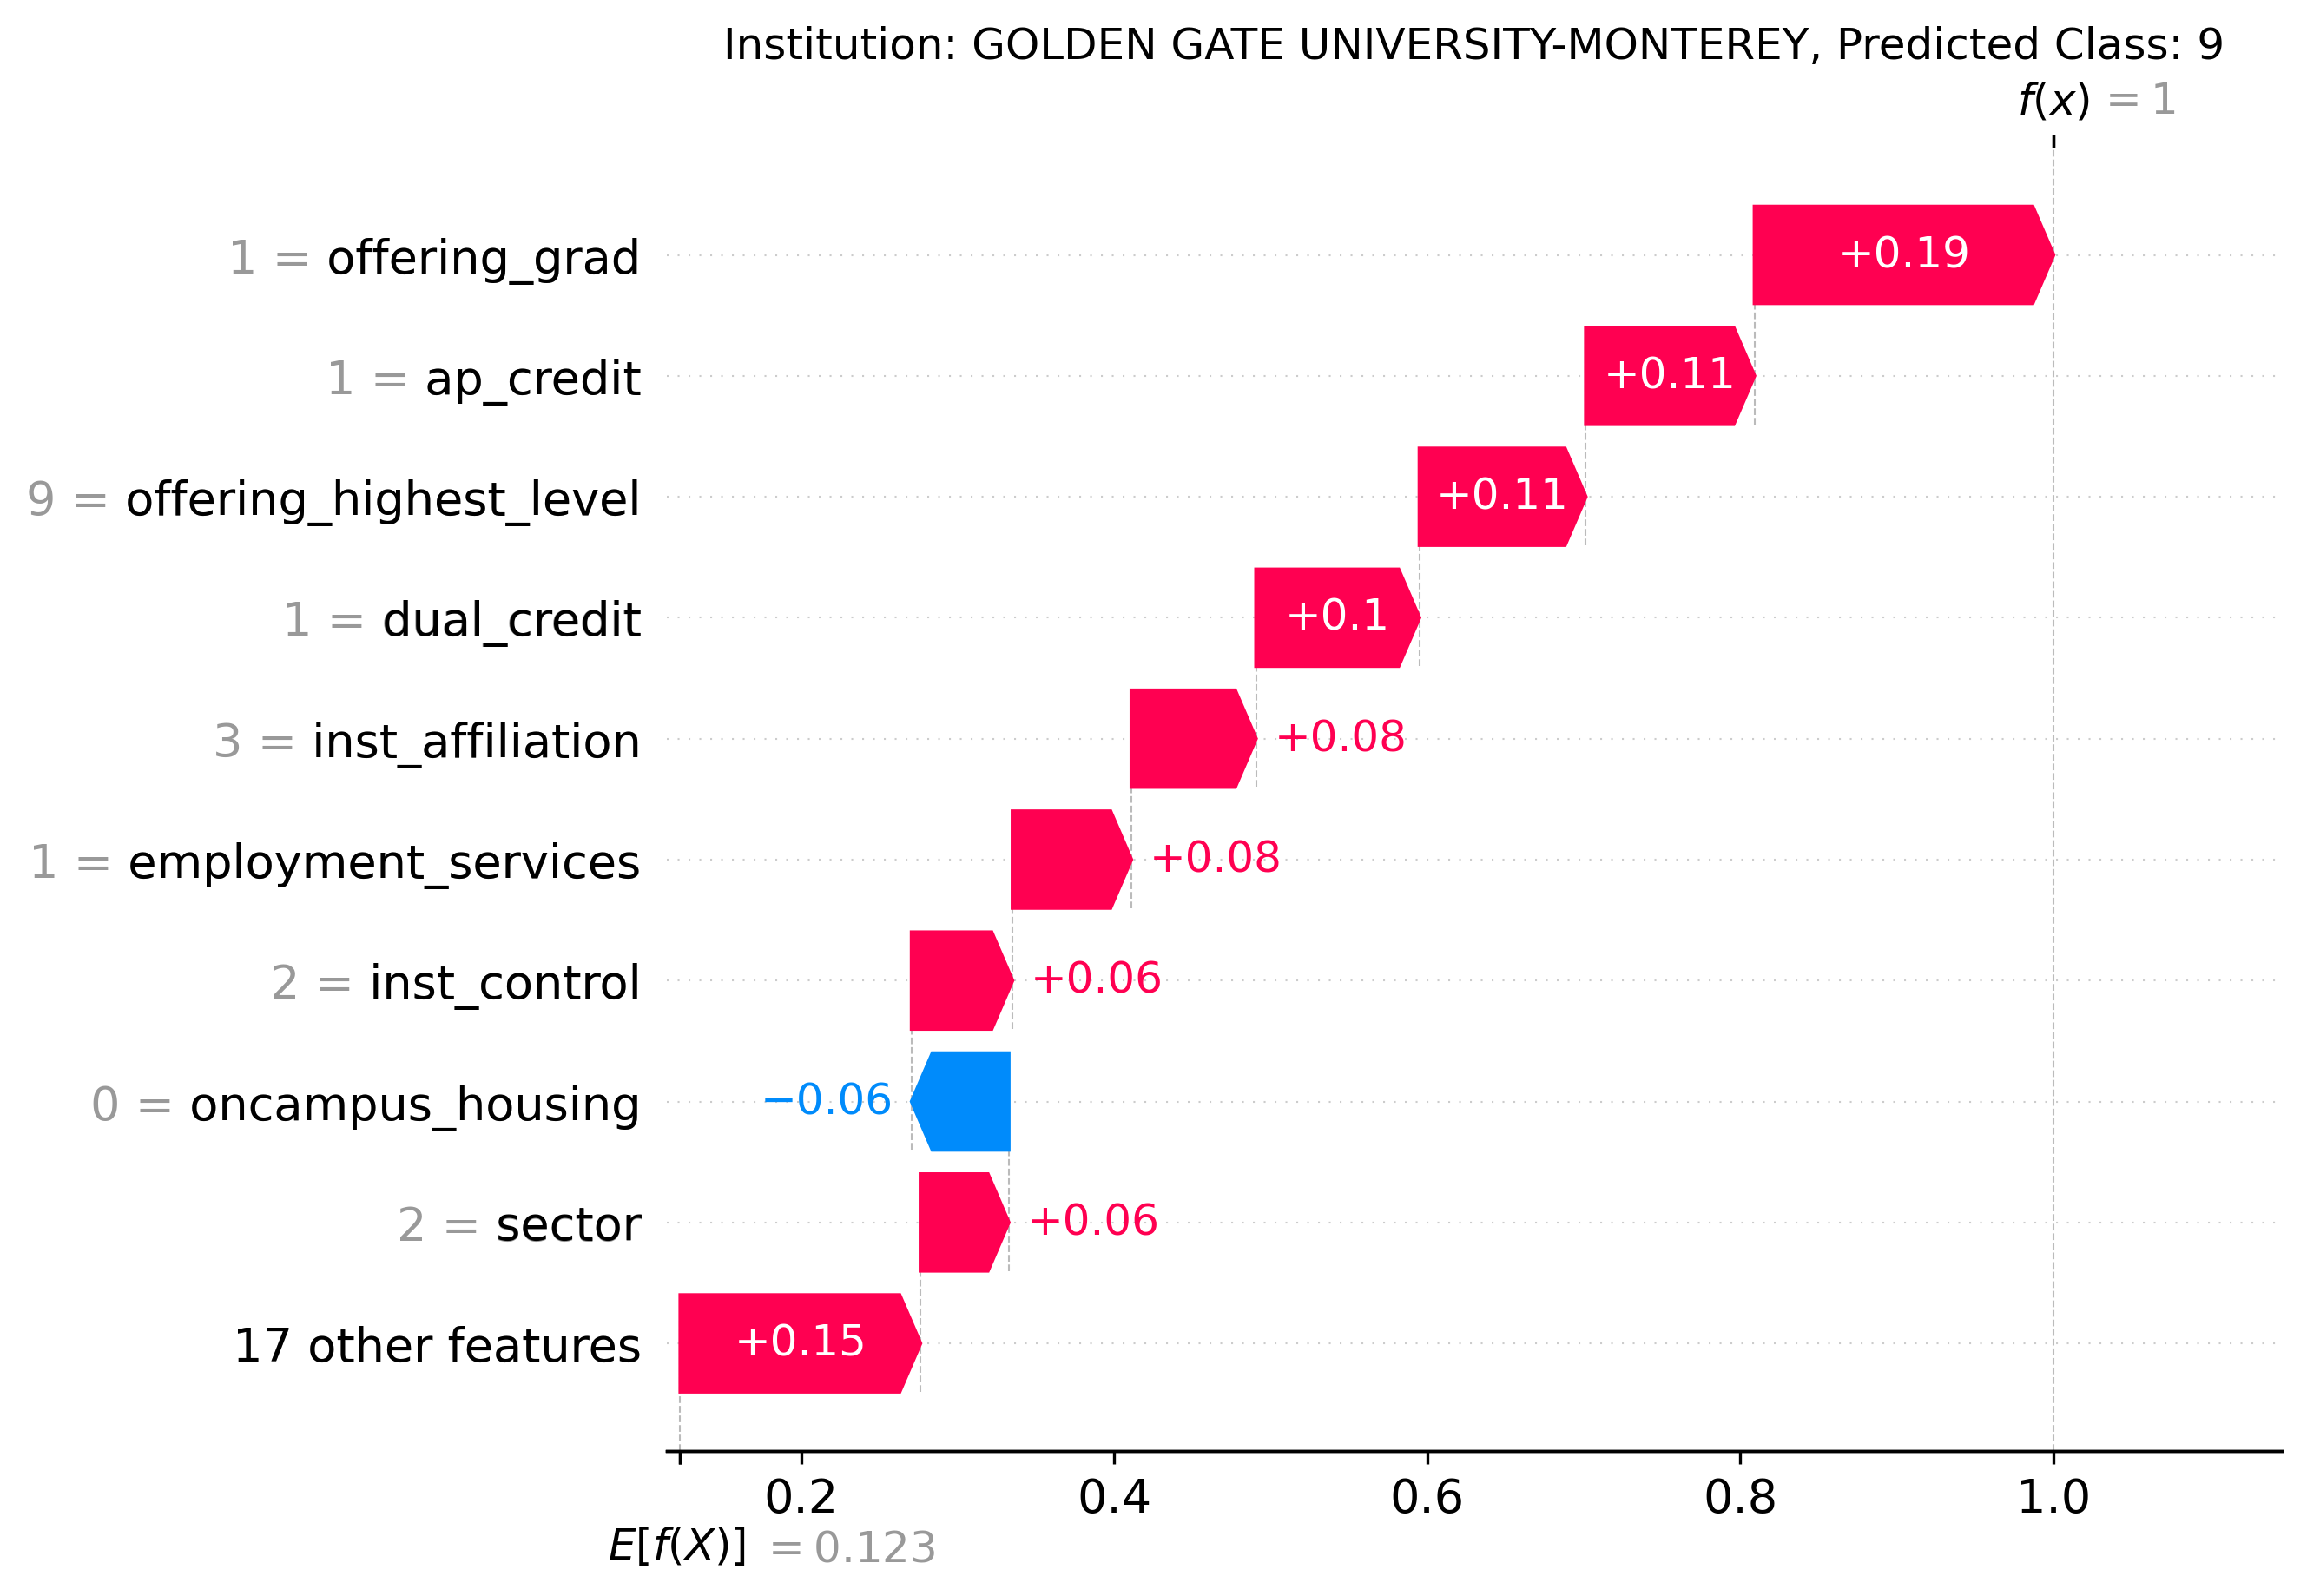 Institution: GOLDEN GATE UNIVERSITY-MONTEREY, Predicted Class: 9
f(x) = 1
1 = offering_grad +0.19
1 = ap_credit +0.11
9 = offering_highest_level +0.11
1 = dual_credit +0.1
3 = inst_affiliation +0.08
1 = employment_services +0.08
2 = inst_control +0.06
0 = oncampus_housing −0.06
2 = sector +0.06
17 other features +0.15
0.2 0.4 0.6 0.8 1.0
E[f(X)] = 0.123